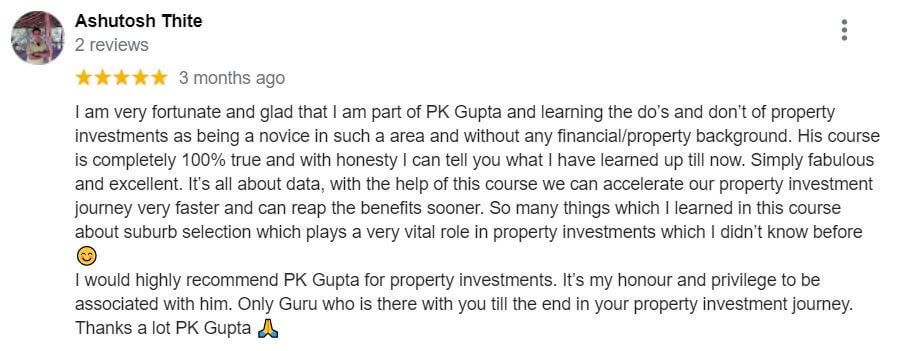 Ashutosh Thite
2 reviews
3 months ago
I am very fortunate and glad that I am part of PK Gupta and learning the do's and don't of property
investments as being a novice in such a area and without any financial/property background. His course
is completely 100% true and with honesty I can tell you what I have learned up till now. Simply fabulous
and excellent. It's all about data, with the help of this course we can accelerate our property investment
journey very faster and can reap the benefits sooner. So many things which I learned in this course
about suburb selection which plays a very vital role in property investments which I didn't know before
😊
I would highly recommend PK Gupta for property investments. It's my honour and privilege to be
associated with him. Only Guru who is there with you till the end in your property investment journey.
Thanks a lot PK Gupta 🙏